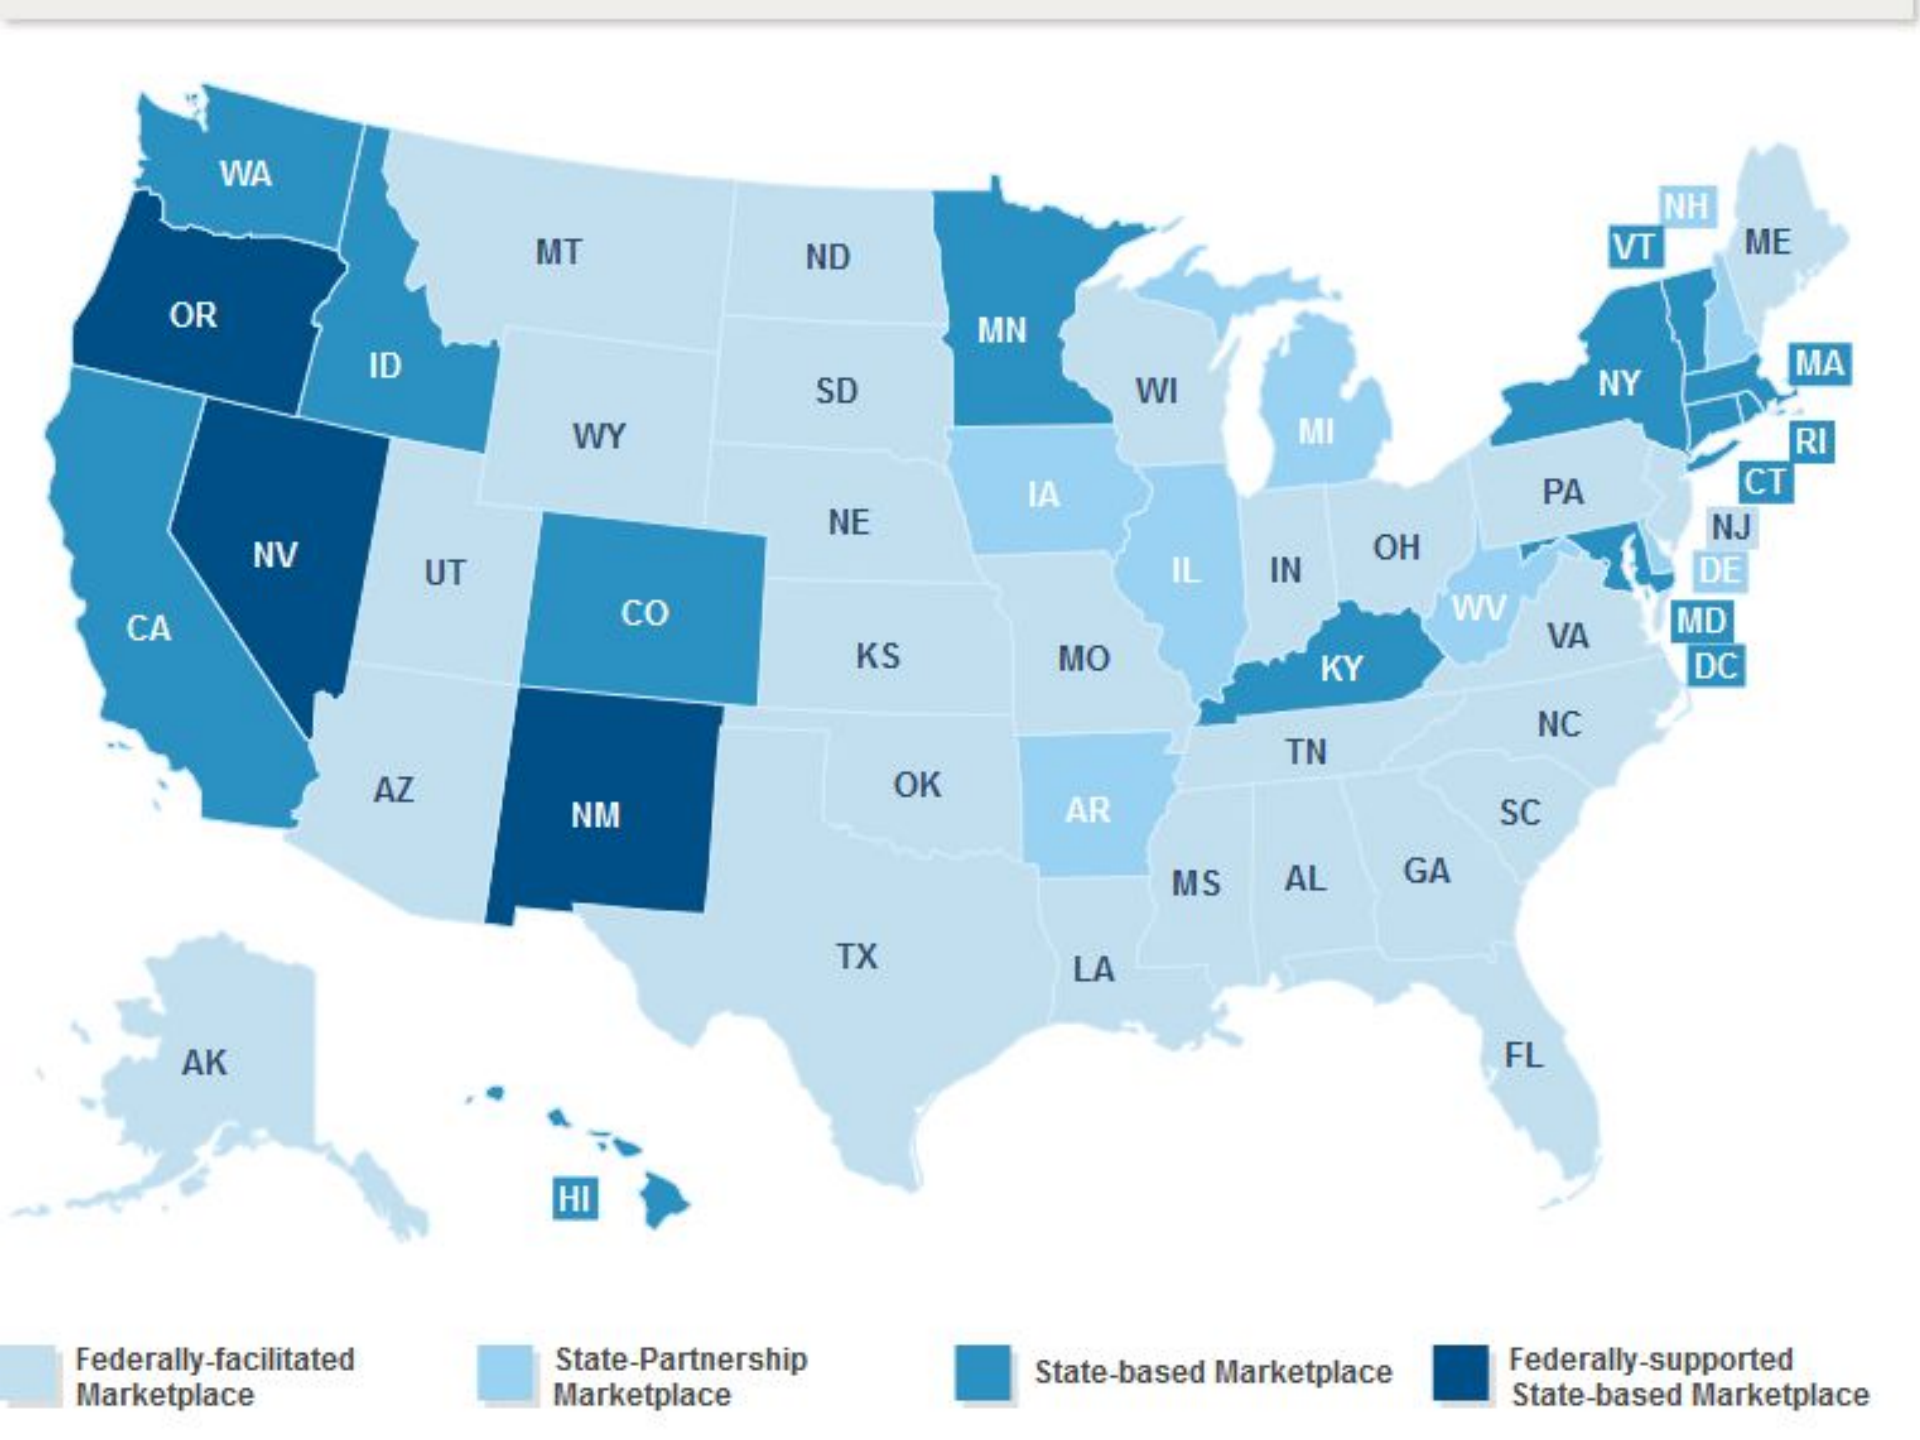 WA
MT
ND
MN
NH
VT
ME
OR
ID
SD
WI
MI
NY
MA
WY
RI
CT
NV
UT
NE
IA
PA
NJ
CA
CO
IL
IN
OH
DE
WV
MD
KS
MO
KY
VA
DC
AZ
NM
OK
AR
TN
NC
SC
TX
LA
MS
AL
GA
AK
FL
HI
Federally-facilitated
Marketplace
State-Partnership
Marketplace
State-based Marketplace
Federally-supported
State-based Marketplace